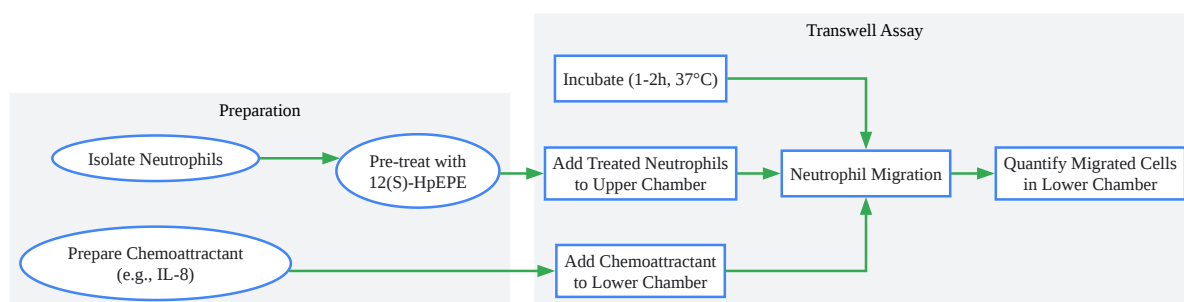 Transwell Assay
Incubate (1-2h, 37°C)
Preparation
Isolate Neutrophils
Pre-treat with
12(S)-HpEPE
Add Treated Neutrophils
to Upper Chamber
Neutrophil Migration
Quantify Migrated Cells
in Lower Chamber
Prepare Chemoattractant
(e.g., IL-8)
Add Chemoattractant
to Lower Chamber